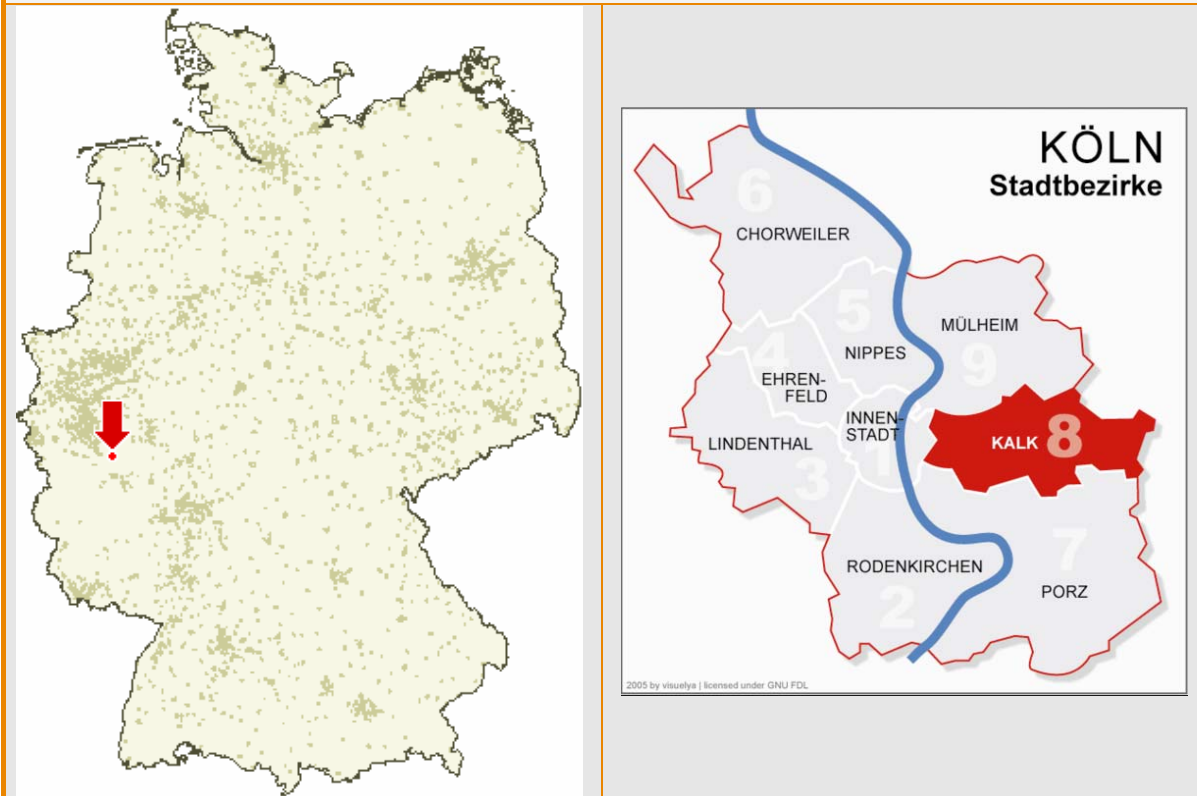 KÖLN
Stadtbezirke
6
CHORWEILER
5
NIPPES
MÜLHEIM
9
4
EHREN-
FELD
INNEN-
STADT
1
LINDENTHAL
3
KALK 8
RODENKIRCHEN
2
7
PORZ
2005 by visuelya | licensed under GNU FDL